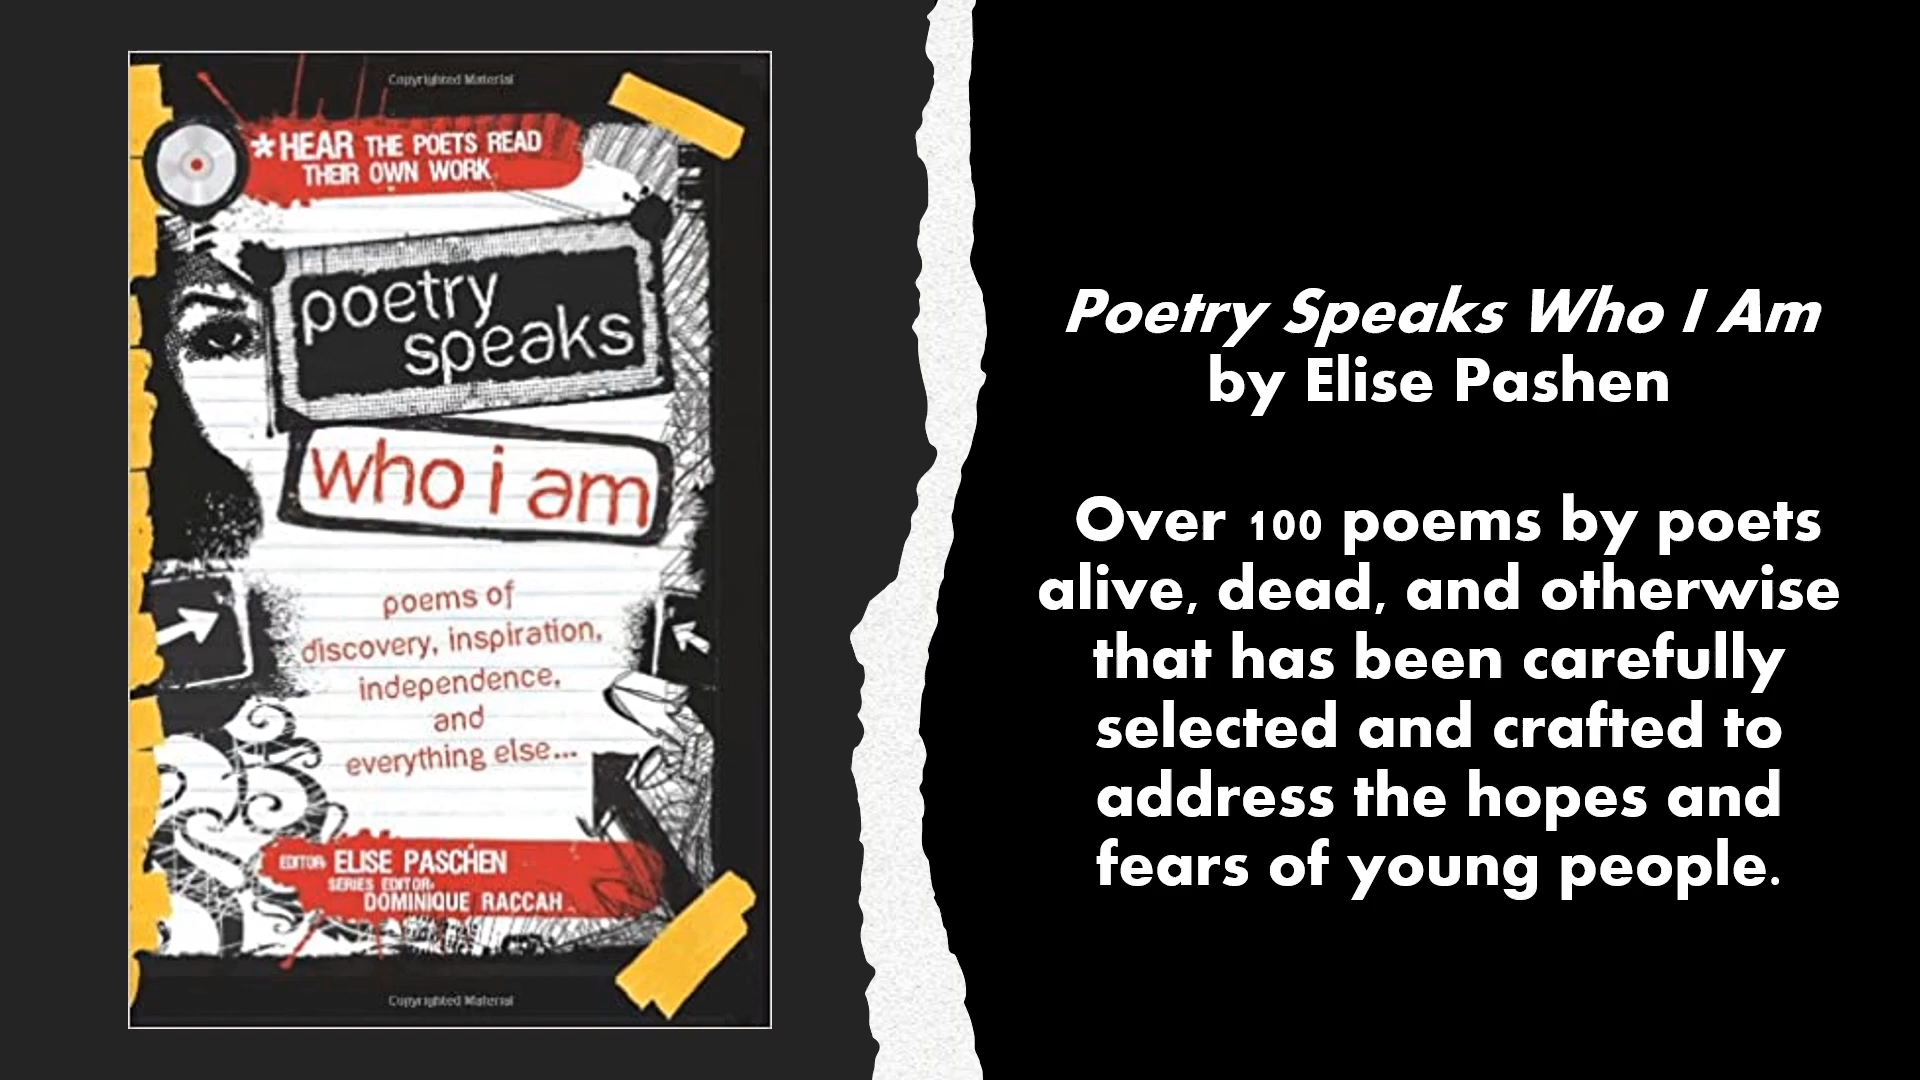 Copyrighted Material
*HEAR THE POETS READ
THEIR OWN WORK
poetry
speaks
who i am
poems of
discovery, inspiration,
independence,
and
everything else...
EDITOR: ELISE PASCHEN
SERIES EDITOR:
DOMINIQUE RACCAH
Copyrighted Material
Poetry Speaks Who I Am
by Elise Pashen
Over 100 poems by poets
alive, dead, and otherwise
that has been carefully
selected and crafted to
address the hopes and
fears of young people.